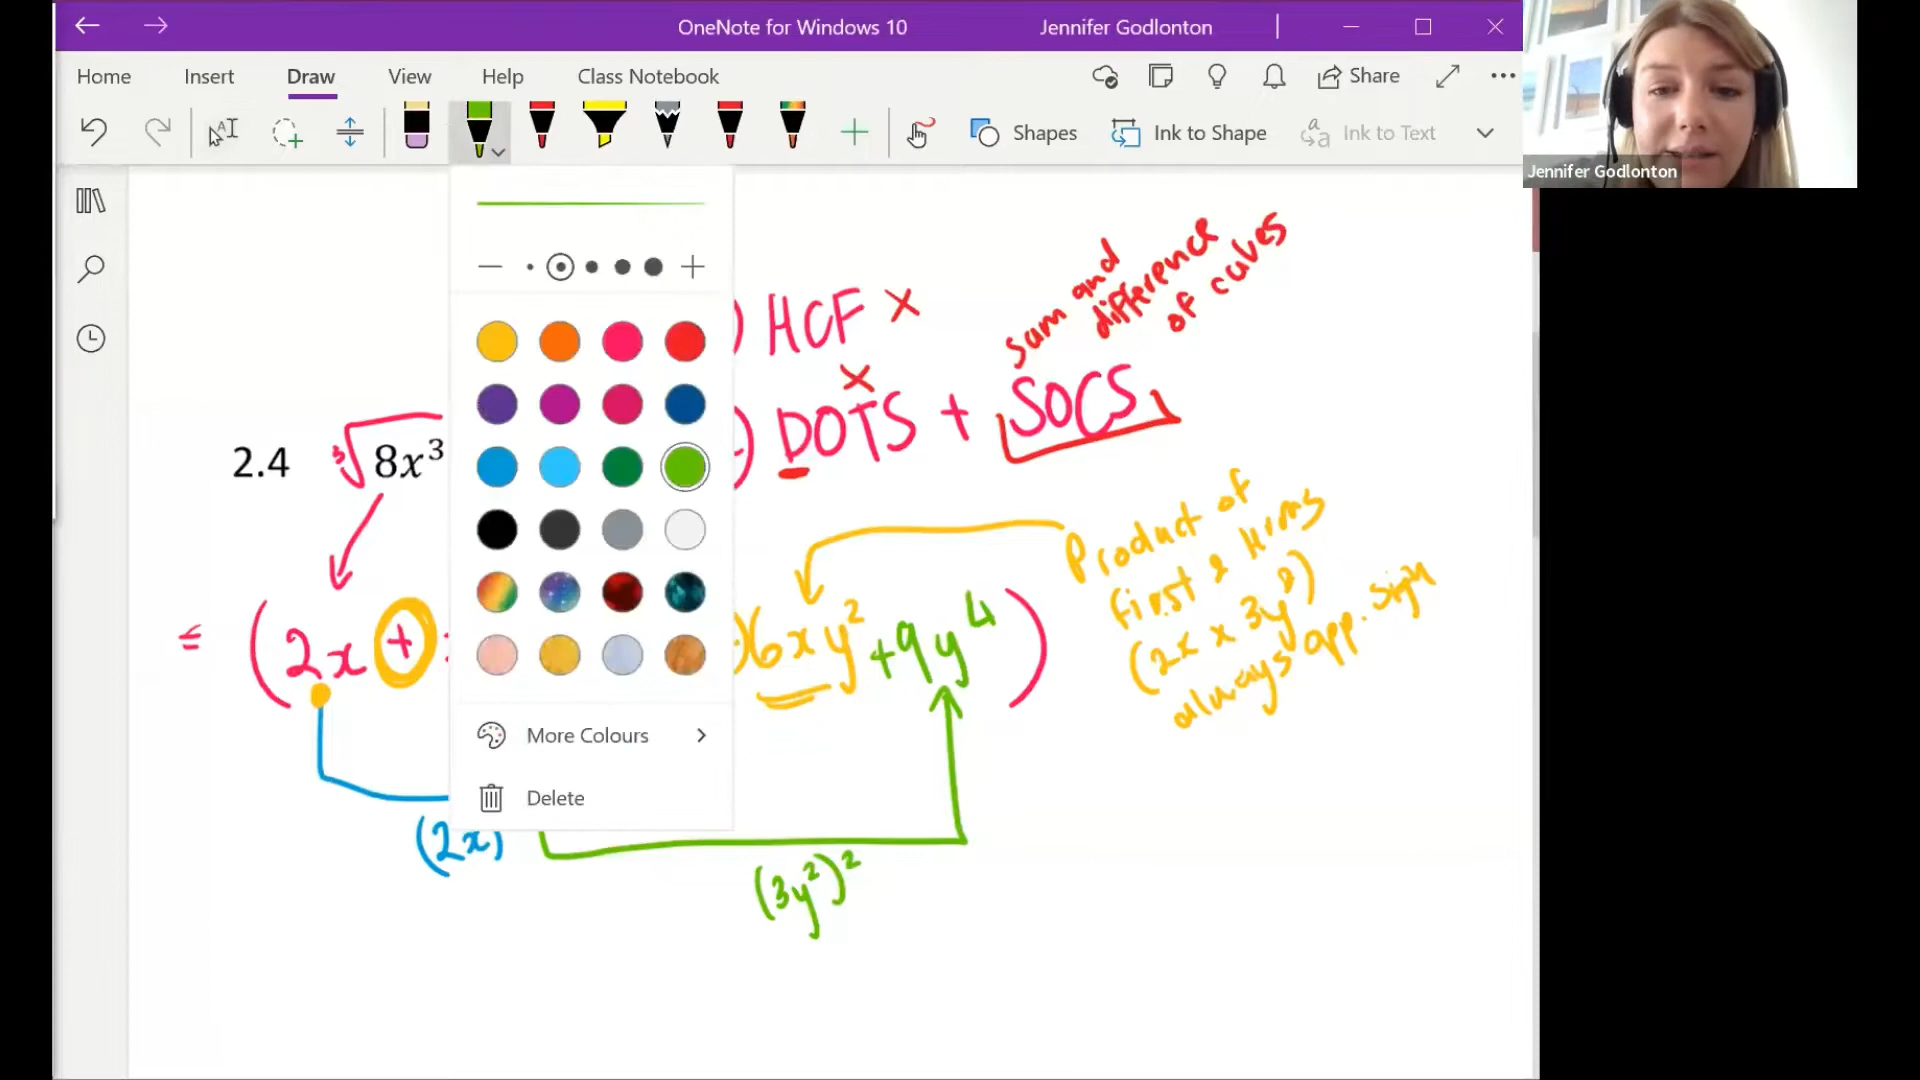 OneNote for Windows 10
Jennifer Godlonton
Home Insert Draw View Help Class Notebook
Share
Shapes
Ink to Shape
Ink to Text
Jennifer Godlonton
) HCF ×
sum and
difference
of cubes
×
) DOTS + SOCS
2.4 ³√8x³
Product of
first & terms
(2x × 3y²)
always opp. sign
= (2x +
)6xy² + 9y⁴)
More Colours
Delete
(2x)
(3y²)²